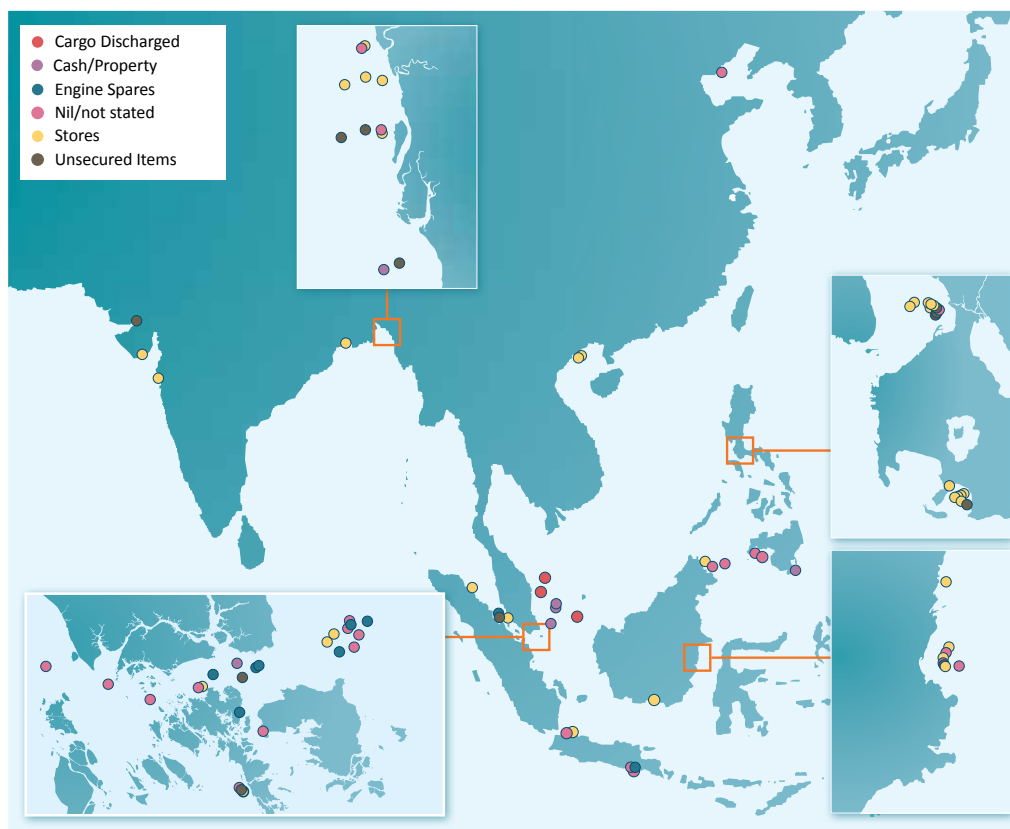 Cargo Discharged
Cash/Property
Engine Spares
Nil/not stated
Stores
Unsecured Items